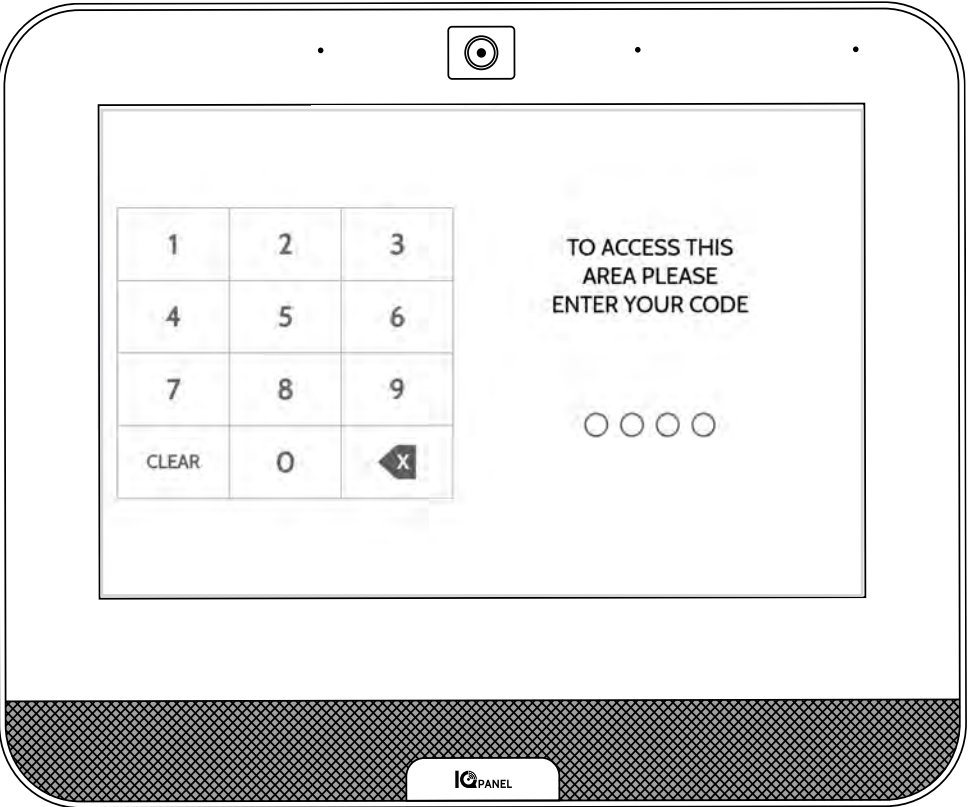 1 2 3
4 5 6
7 8 9
CLEAR 0 X
TO ACCESS THIS
AREA PLEASE
ENTER YOUR CODE
IQ PANEL